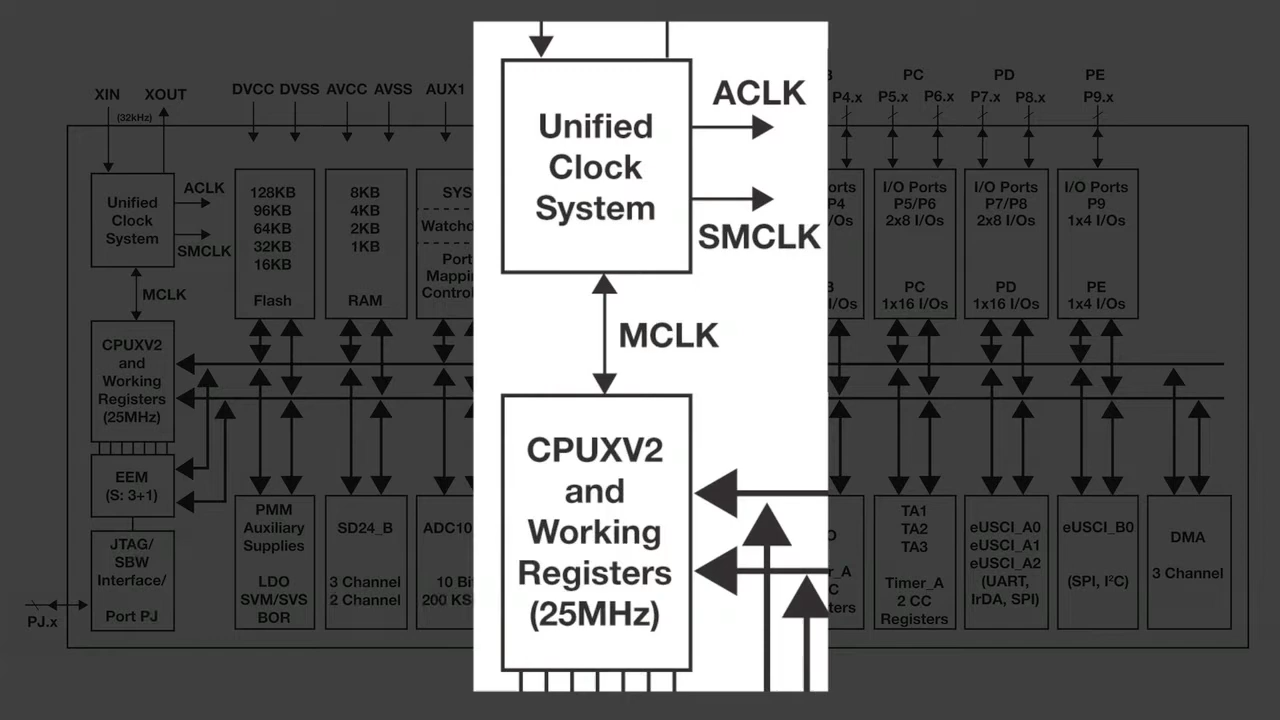 XIN
XOUT
(32kHz)
DVCC DVSS AVCC AVSS AUX1
PC
PD
PE
P4.x
P5.x
P6.x
P7.x
P8.x
P9.x
Unified
Clock
System
ACLK
SMCLK
MCLK
CPUXV2
and
Working
Registers
(25MHz)
EEM
(S: 3+1)
JTAG/
SBW
Interface/
Port PJ
PJ.x
128KB
96KB
64KB
32KB
16KB
Flash
8KB
4KB
2KB
1KB
RAM
SYS
Watchd
Port
Mappin
Contro
Unified
Clock
System
ACLK
SMCLK
MCLK
CPUXV2
and
Working
Registers
(25MHz)
I/O Ports
P5/P6
2x8 I/Os
PC
1x16 I/Os
I/O Ports
P7/P8
2x8 I/Os
PD
1x16 I/Os
I/O Ports
P9
1x4 I/Os
PE
1x4 I/Os
PMM
Auxiliary
Supplies
LDO
SVM/SVS
BOR
SD24_B
3 Channel
2 Channel
ADC10
10 Bit
200 KS
TA1
TA2
TA3
Timer_A
2 CC
Registers
eUSCI_A0
eUSCI_A1
eUSCI_A2
(UART,
IrDA, SPI)
eUSCI_B0
(SPI, I²C)
DMA
3 Channel